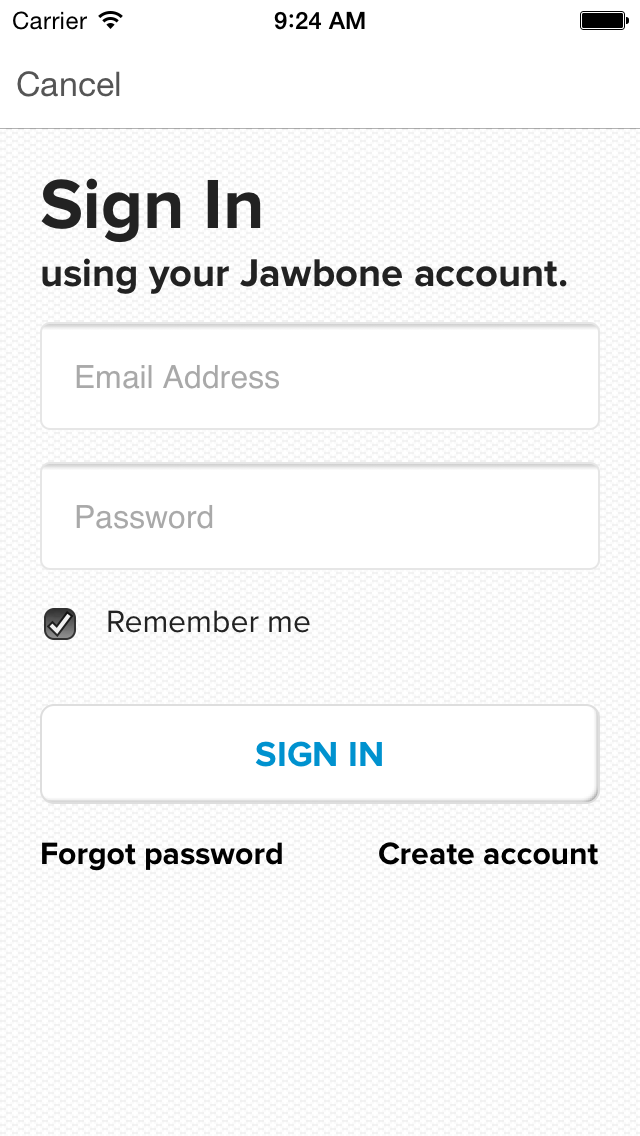 Carrier 9:24 AM
Cancel
Sign In
using your Jawbone account.
Email Address
Password
Remember me
SIGN IN
Forgot password Create account